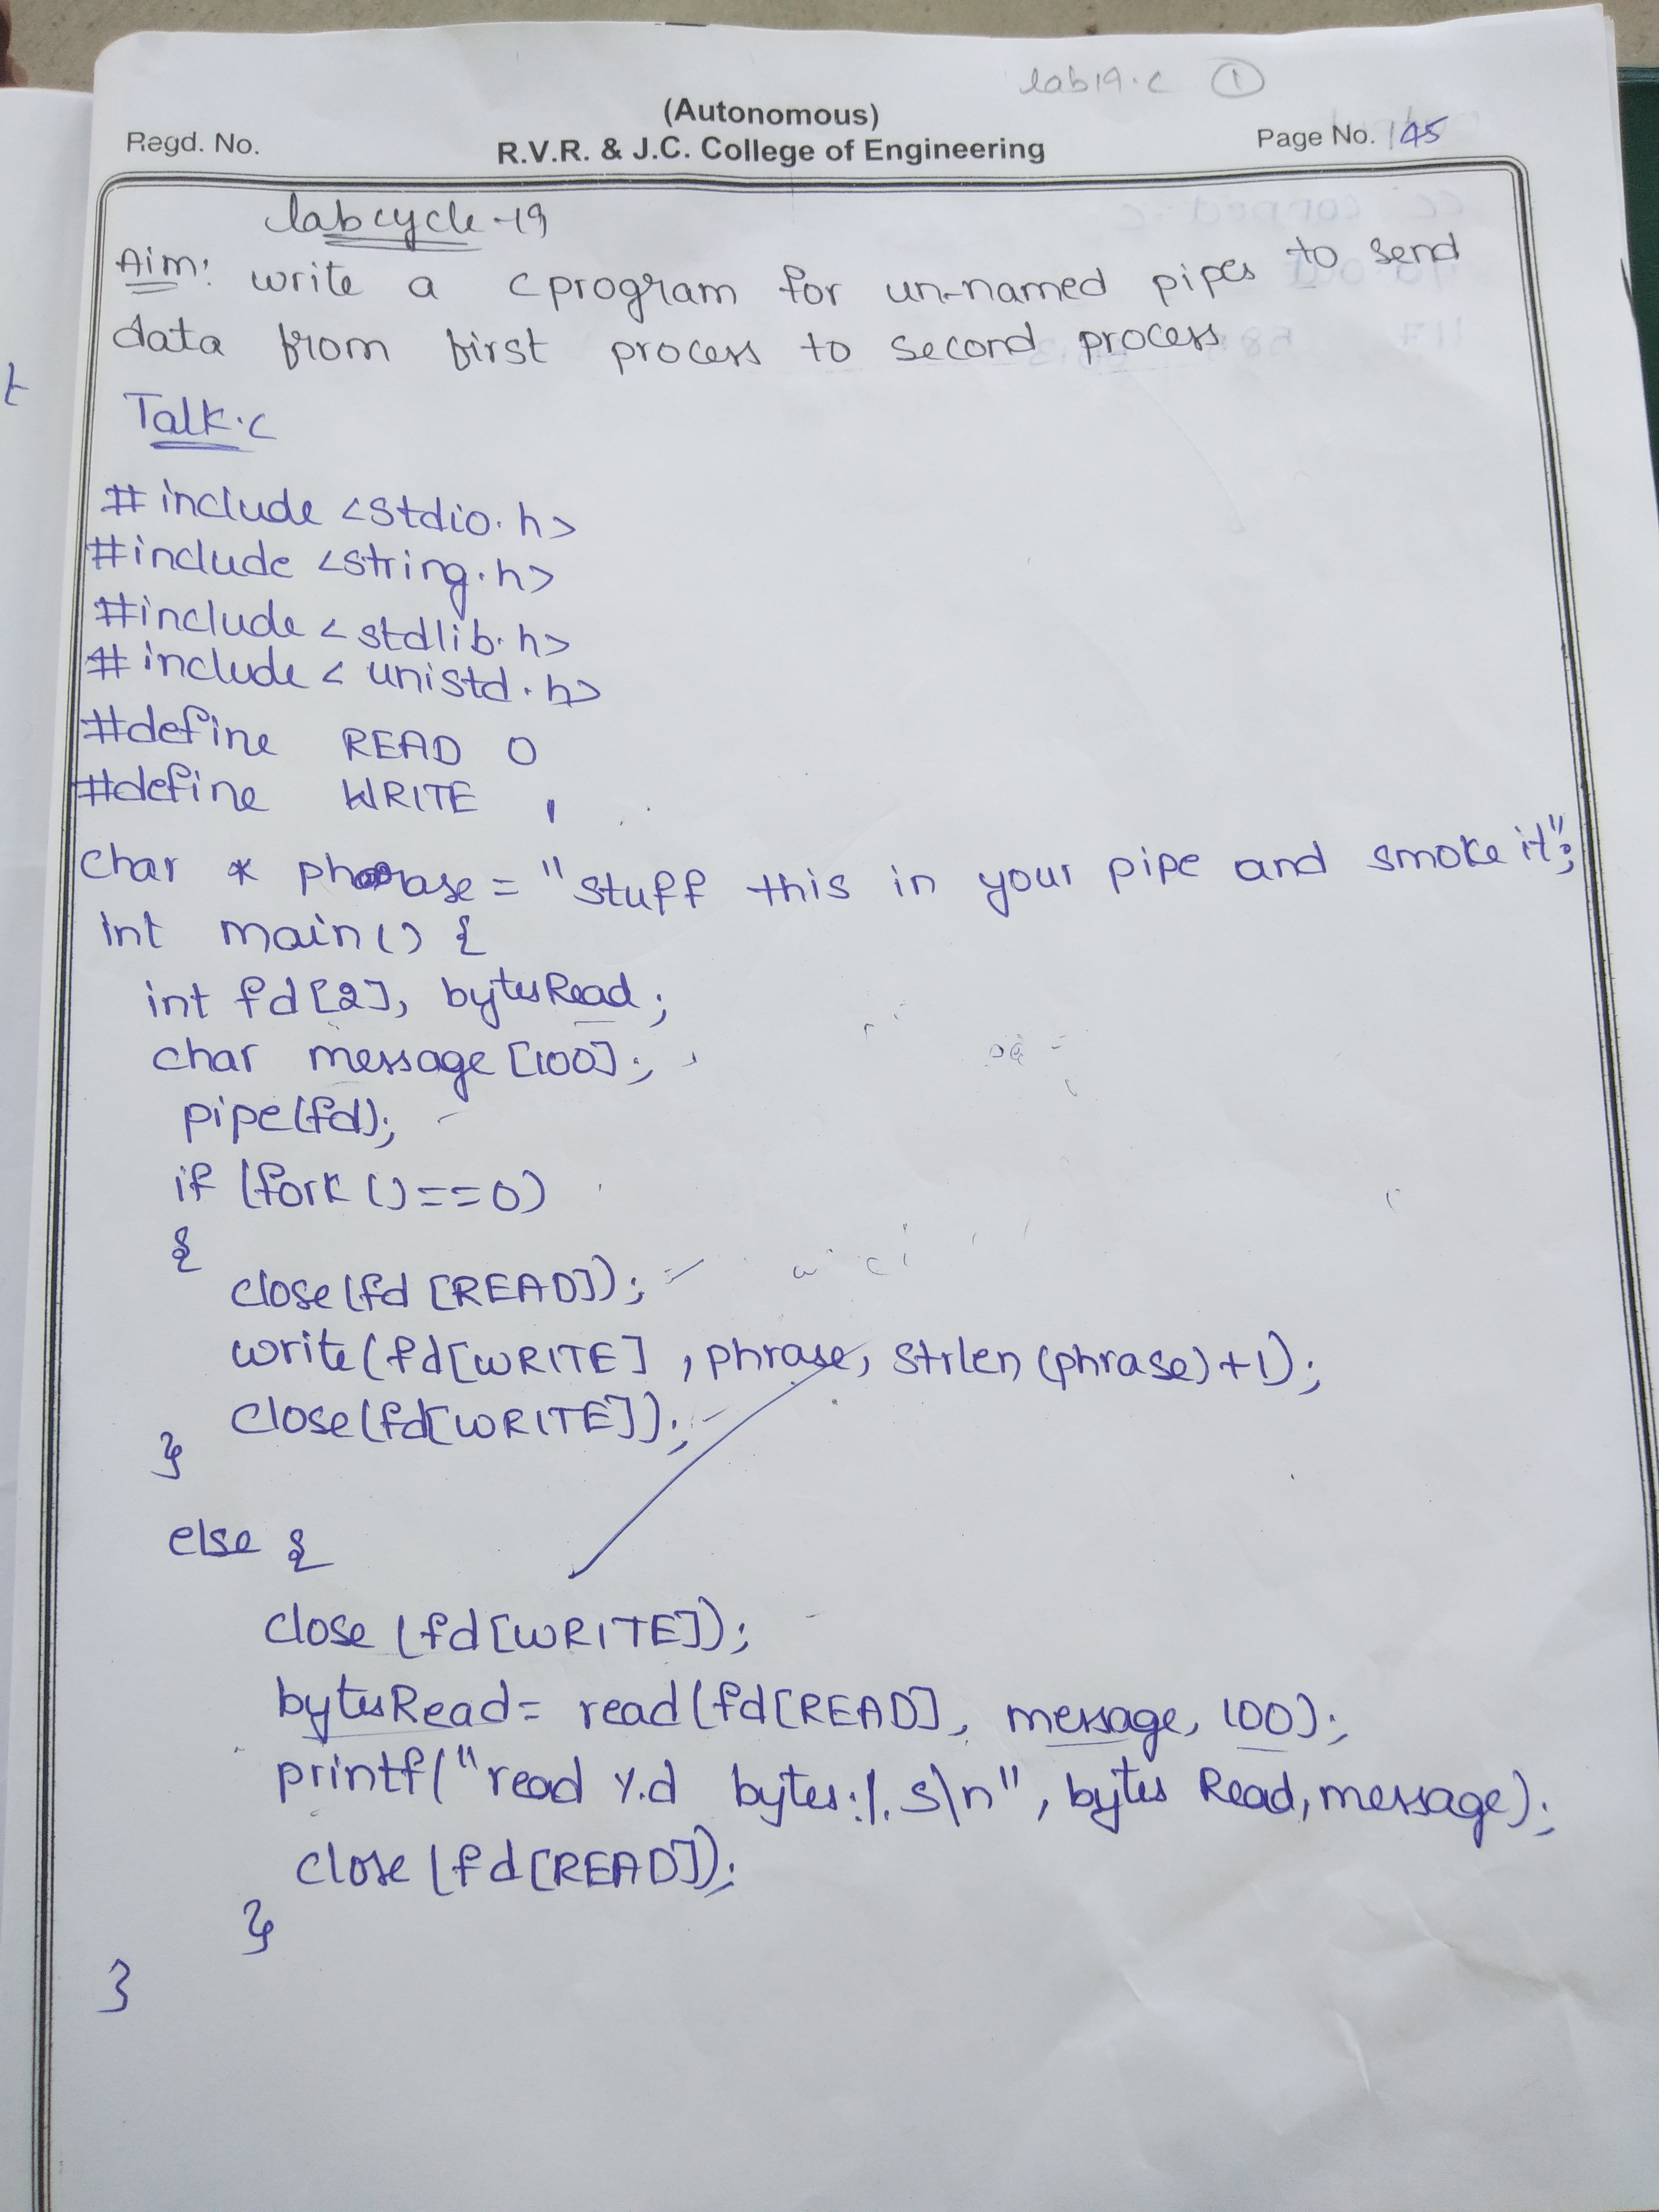 lab19.c 1
(Autonomous)
Regd. No. R.V.R. & J.C. College of Engineering Page No. 145
labcycle-19
Aim: write a c program for un-named pipes to send
data from first process to second process
Talk.c
#include <stdio.h>
#include <string.h>
#include <stdlib.h>
#include <unistd.h>
#define READ 0
#define WRITE 1
char * phrase = "stuff this in your pipe and smoke it";
int main() {
int fd[2], bytesRead;
char message [100];
pipe(fd);
if (fork ()==0)
{
close(fd [READ]);
write(fd[WRITE], phrase, strlen (phrase)+1);
close(fd[WRITE]);
}
else {
close (fd[WRITE]);
bytesRead= read(fd[READ], message, 100);
printf("read %d bytes:%s\n", bytes Read, message);
close (fd[READ]);
}
}